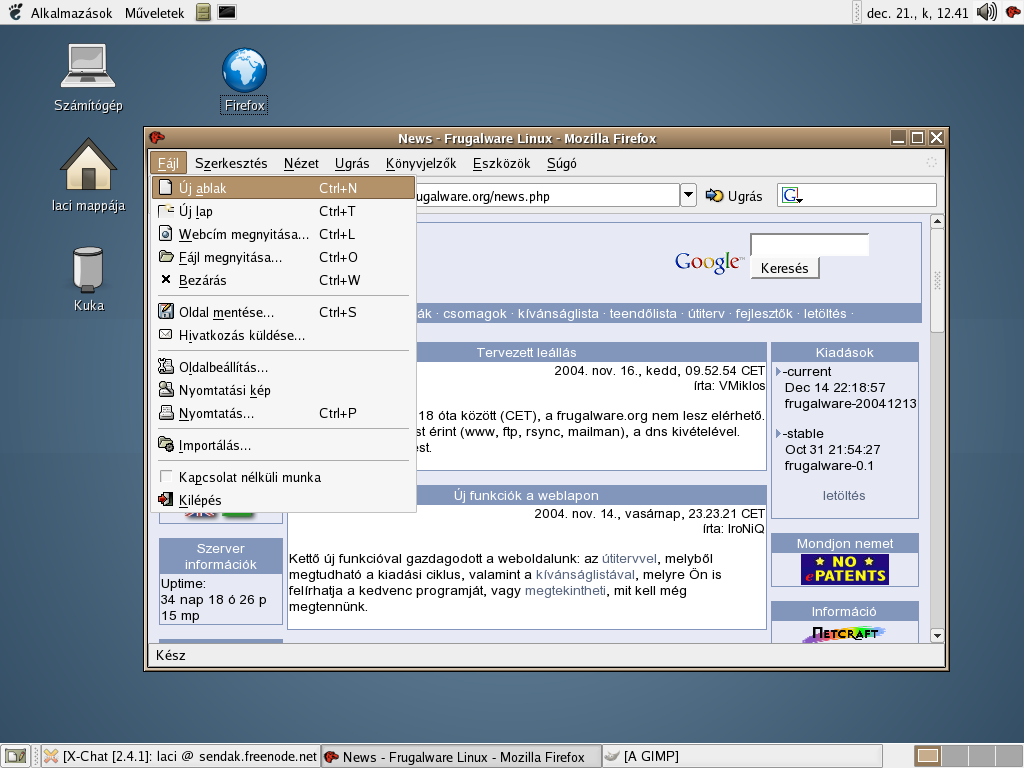 Alkalmazások Műveletek
dec. 21., k, 12.41
Számítógép
Firefox
laci mappája
Kuka
News - Frugalware Linux - Mozilla Firefox
Fájl Szerkesztés Nézet Ugrás Könyvjelzők Eszközök Súgó
Új ablak Ctrl+N
Új lap Ctrl+T
Webcím megnyitása... Ctrl+L
Fájl megnyitása... Ctrl+O
Bezárás Ctrl+W
Oldal mentése... Ctrl+S
Hivatkozás küldése...
Oldalbeállítás...
Nyomtatási kép
Nyomtatás... Ctrl+P
Importálás...
Kapcsolat nélküli munka
Kilépés
ugalware.org/news.php
Ugrás
G
Google™
Keresés
ák · csomagok · kívánságlista · teendőlista · útiterv · fejlesztők · letöltés ·
Tervezett leállás
2004. nov. 16., kedd, 09.52.54 CET
írta: VMiklos
18 óta között (CET), a frugalware.org nem lesz elérhető.
st érint (www, ftp, rsync, mailman), a dns kivételével.
est.
Új funkciók a weblapon
2004. nov. 14., vasárnap, 23.23.21 CET
írta: IroNiQ
Kettő új funkcióval gazdagodott a weboldalunk: az útitervvel, melyből
megtudható a kiadási ciklus, valamint a kívánságlistával, melyre Ön is
felírhatja a kedvenc programját, vagy megtekintheti, mit kell még
megtennünk.
Szerver
információk
Uptime:
34 nap 18 ó 26 p
15 mp
Kiadások
-current
Dec 14 22:18:57
frugalware-20041213
-stable
Oct 31 21:54:27
frugalware-0.1
letöltés
Mondjon nemet
NO
ePATENTS
Információ
NETCRAFT
Kész
[X-Chat [2.4.1]: laci @ sendak.freenode.net
News - Frugalware Linux - Mozilla Firefox
[A GIMP]